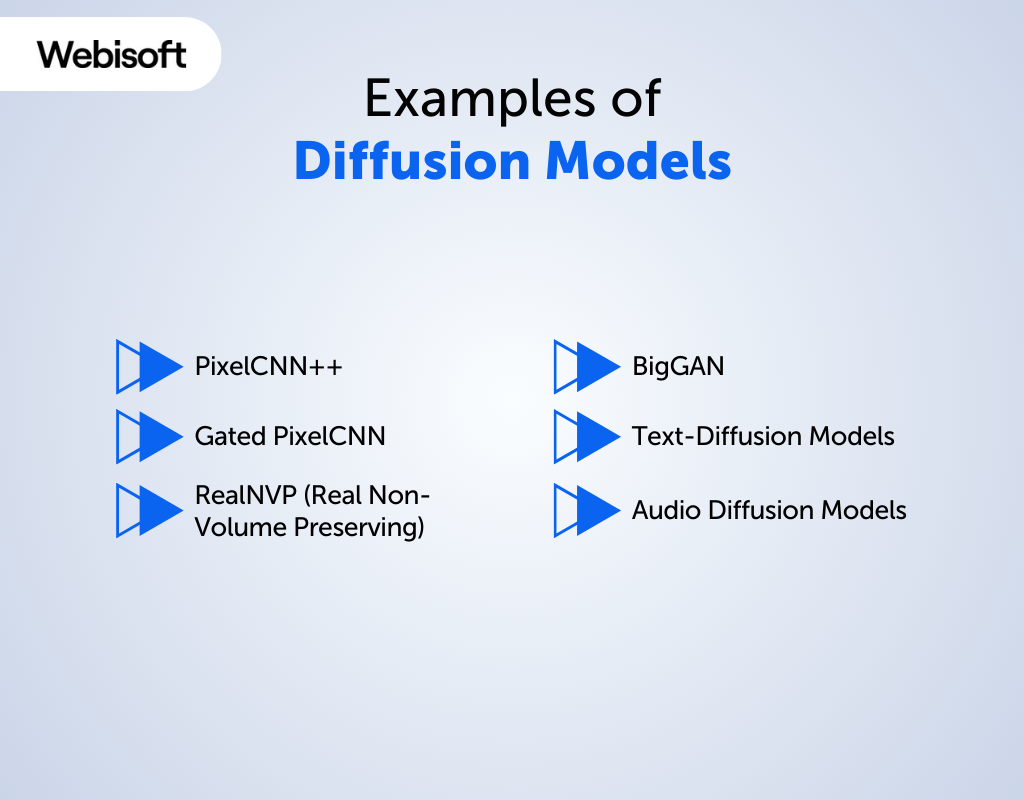 Webisoft
Examples of
Diffusion Models
PixelCNN++
Gated PixelCNN
RealNVP (Real Non-
Volume Preserving)
BigGAN
Text-Diffusion Models
Audio Diffusion Models